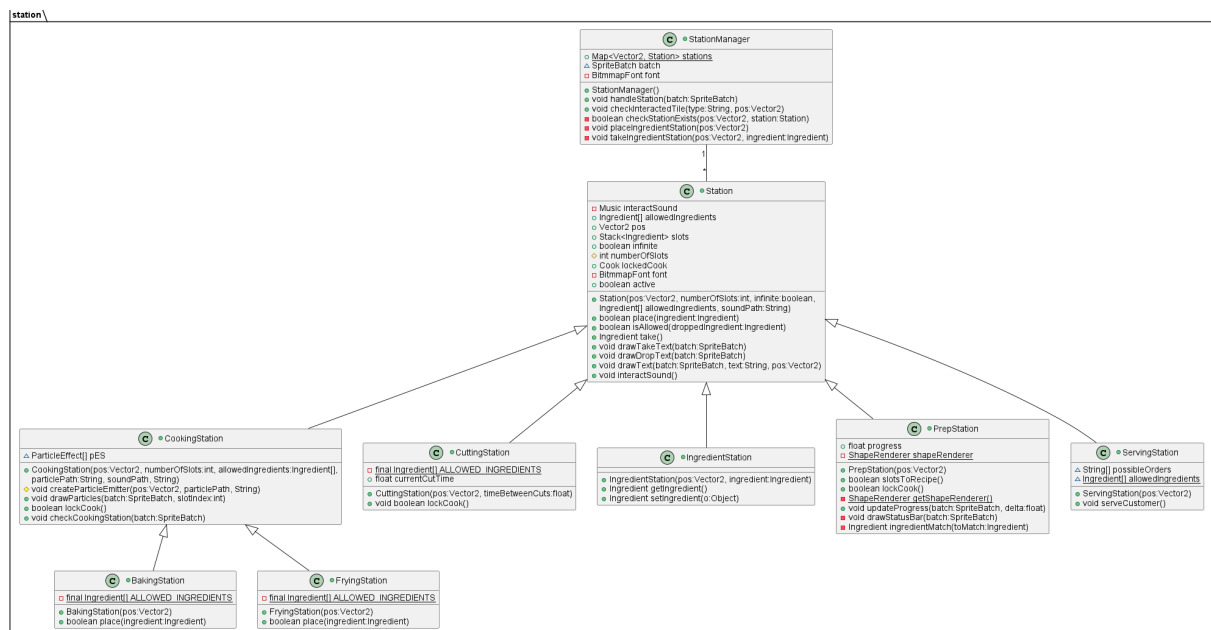 station
C StationManager
Map<Vector2, Station> stations
SpriteBatch batch
BitmmapFont font
StationManager()
void handleStation(batch:SpriteBatch)
void checkInteractedTile(type:String, pos:Vector2)
boolean checkStationExists(pos:Vector2, station:Station)
void placeIngredientStation(pos:Vector2)
void takeIngredientStation(pos:Vector2, ingredient:Ingredient)
1
*
C Station
Music interactSound
Ingredient[] allowedIngredients
Vector2 pos
Stack<Ingredient> slots
boolean infinite
int numberOfSlots
Cook lockedCook
BitmmapFont font
boolean active
Station(pos:Vector2, numberOfSlots:int, infinite:boolean,
Ingredient[] allowedIngredients, soundPath:String)
boolean place(ingredient:Ingredient)
boolean isAllowed(droppedIngredient:Ingredient)
Ingredient take()
void drawTakeText(batch:SpriteBatch)
void drawDropText(batch:SpriteBatch)
void drawText(batch:SpriteBatch, text:String, pos:Vector2)
void interactSound()
C CookingStation
ParticleEffect[] pES
CookingStation(pos:Vector2, numberOfSlots:int, allowedIngredients:Ingredient[],
particlePath:String, soundPath, String)
void createParticleEmitter(pos:Vector2, particlePath, String)
void drawParticles(batch:SpriteBatch, slotIndex:int)
boolean lockCook()
void checkCookingStation(batch:SpriteBatch)
C CuttingStation
final Ingredient[] ALLOWED_INGREDIENTS
float currentCutTime
CuttingStation(pos:Vector2, timeBetweenCuts:float)
void boolean lockCook()
C IngredientStation
IngredientStation(pos:Vector2, ingredient:Ingredient)
Ingredient getIngredient()
Ingredient setIngredient(o:Object)
C PrepStation
float progress
ShapeRenderer shapeRenderer
PrepStation(pos:Vector2)
boolean slotsToRecipe()
boolean lockCook()
ShapeRenderer getShapeRenderer()
void updateProgress(batch:SpriteBatch, delta:float)
void drawStatusBar(batch:SpriteBatch)
Ingredient ingredientMatch(toMatch:Ingredient)
C ServingStation
String[] possibleOrders
Ingredient[] allowedIngredients
ServingStation(pos:Vector2)
void serveCustomer()
C BakingStation
final Ingredient[] ALLOWED_INGREDIENTS
BakingStation(pos:Vector2)
boolean place(ingredient:Ingredient)
C FryingStation
final Ingredient[] ALLOWED_INGREDIENTS
FryingStation(pos:Vector2)
boolean place(ingredient:Ingredient)